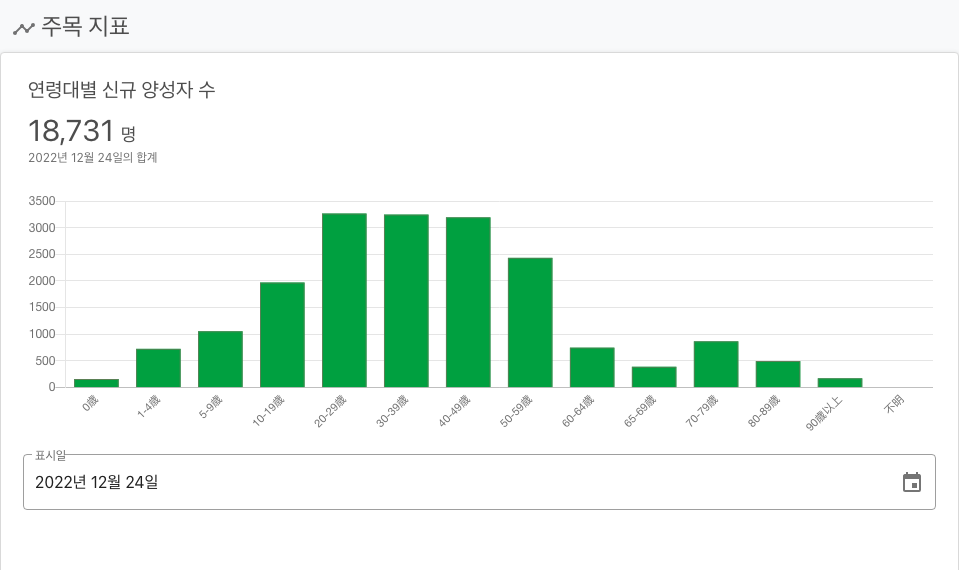 주목 지표
연령대별 신규 양성자 수
18,731 명
2022년 12월 24일의 합계
3500
3000
2500
2000
1500
1000
500
0
0歳
1-4歳
5-9歳
10-19歳
20-29歳
30-39歳
40-49歳
50-59歳
60-64歳
65-69歳
70-79歳
80-89歳
90歳以上
不明
표시일
2022년 12월 24일